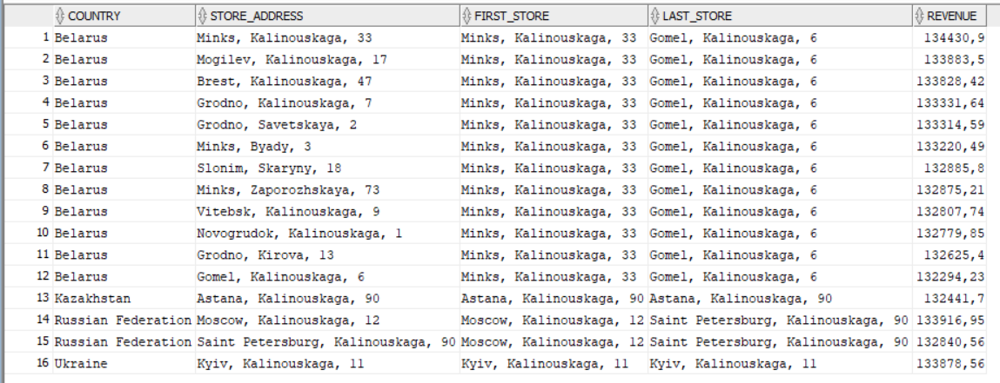 COUNTRY STORE_ADDRESS FIRST_STORE LAST_STORE REVENUE
1 Belarus Minks, Kalinouskaga, 33 Minks, Kalinouskaga, 33 Gomel, Kalinouskaga, 6 134430,9
2 Belarus Mogilev, Kalinouskaga, 17 Minks, Kalinouskaga, 33 Gomel, Kalinouskaga, 6 133883,5
3 Belarus Brest, Kalinouskaga, 47 Minks, Kalinouskaga, 33 Gomel, Kalinouskaga, 6 133828,42
4 Belarus Grodno, Kalinouskaga, 7 Minks, Kalinouskaga, 33 Gomel, Kalinouskaga, 6 133331,64
5 Belarus Grodno, Savetskaya, 2 Minks, Kalinouskaga, 33 Gomel, Kalinouskaga, 6 133314,59
6 Belarus Minks, Byady, 3 Minks, Kalinouskaga, 33 Gomel, Kalinouskaga, 6 133220,49
7 Belarus Slonim, Skaryny, 18 Minks, Kalinouskaga, 33 Gomel, Kalinouskaga, 6 132885,8
8 Belarus Minks, Zaporozhskaya, 73 Minks, Kalinouskaga, 33 Gomel, Kalinouskaga, 6 132875,21
9 Belarus Vitebsk, Kalinouskaga, 9 Minks, Kalinouskaga, 33 Gomel, Kalinouskaga, 6 132807,74
10 Belarus Novogrudok, Kalinouskaga, 1 Minks, Kalinouskaga, 33 Gomel, Kalinouskaga, 6 132779,85
11 Belarus Grodno, Kirova, 13 Minks, Kalinouskaga, 33 Gomel, Kalinouskaga, 6 132625,4
12 Belarus Gomel, Kalinouskaga, 6 Minks, Kalinouskaga, 33 Gomel, Kalinouskaga, 6 132294,23
13 Kazakhstan Astana, Kalinouskaga, 90 Astana, Kalinouskaga, 90 Astana, Kalinouskaga, 90 132441,7
14 Russian Federation Moscow, Kalinouskaga, 12 Moscow, Kalinouskaga, 12 Saint Petersburg, Kalinouskaga, 90 133916,95
15 Russian Federation Saint Petersburg, Kalinouskaga, 90 Moscow, Kalinouskaga, 12 Saint Petersburg, Kalinouskaga, 90 132840,56
16 Ukraine Kyiv, Kalinouskaga, 11 Kyiv, Kalinouskaga, 11 Kyiv, Kalinouskaga, 11 133878,56